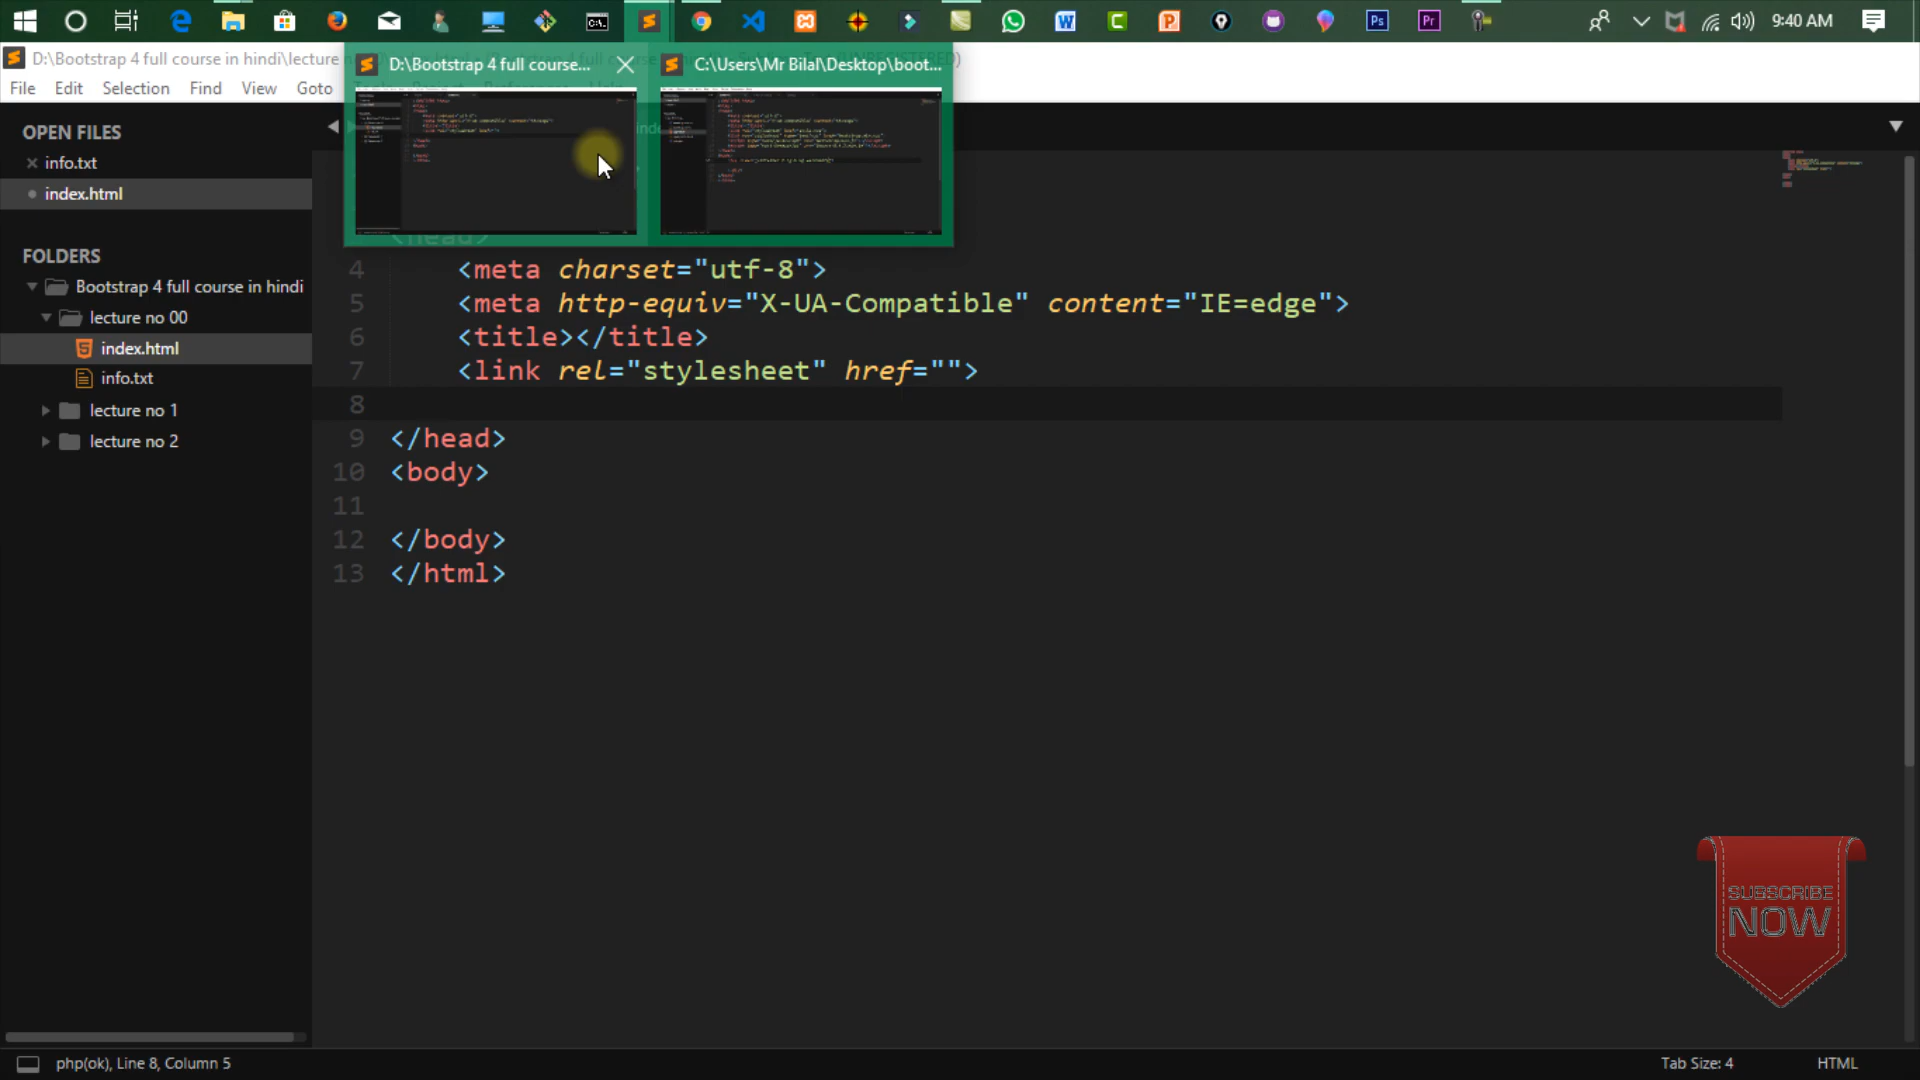 9:40 AM
D:\Bootstrap 4 full course in hindi\lecture
D:\Bootstrap 4 full course...
C:\Users\Mr Bilal\Desktop\boot...
File Edit Selection Find View Goto
OPEN FILES
info.txt
index.html
FOLDERS
Bootstrap 4 full course in hindi
lecture no 00
index.html
info.txt
lecture no 1
lecture no 2
<head>
4 <meta charset="utf-8">
5 <meta http-equiv="X-UA-Compatible" content="IE=edge">
6 <title></title>
7 <link rel="stylesheet" href="">
8
9 </head>
10 <body>
11
12 </body>
13 </html>
SUBSCRIBE
NOW
php(ok), Line 8, Column 5
Tab Size: 4
HTML